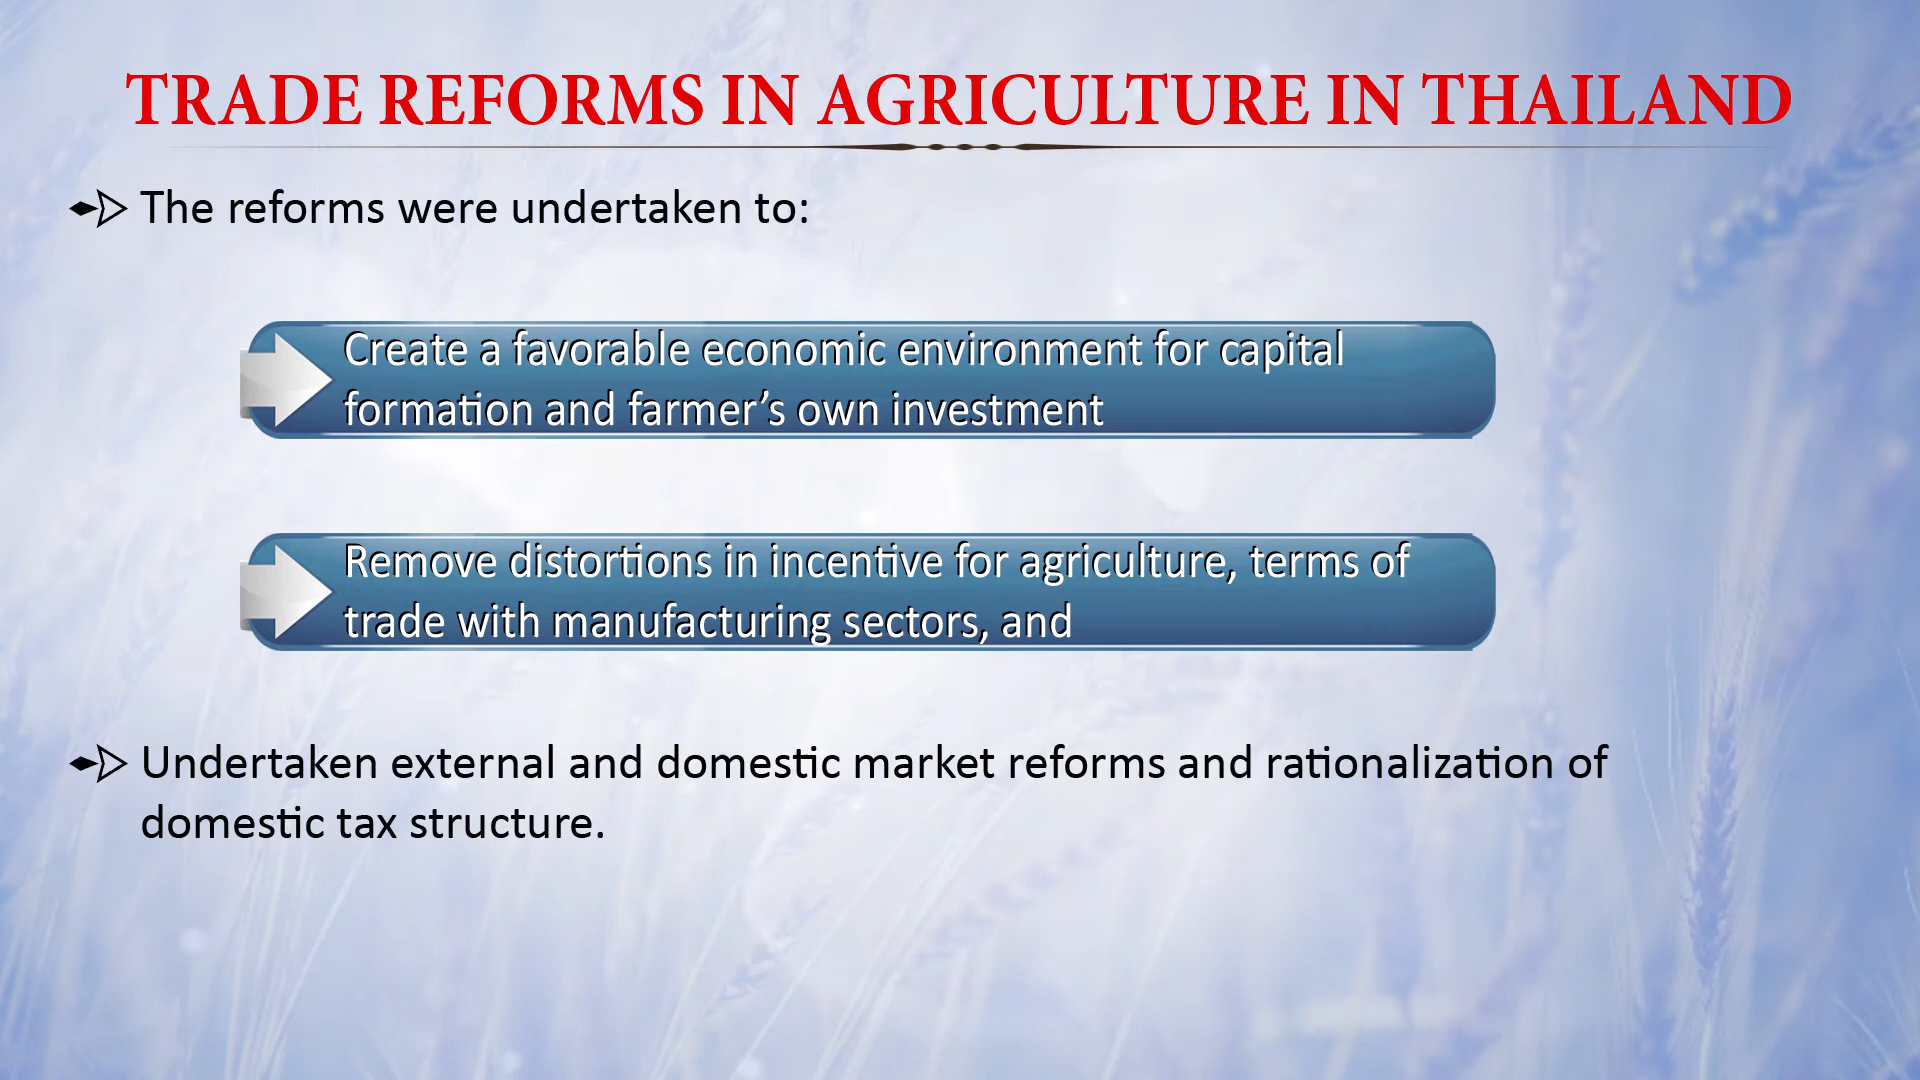 TRADE REFORMS IN AGRICULTURE IN THAILAND
The reforms were undertaken to:
Create a favorable economic environment for capital
formation and farmer’s own investment
Remove distortions in incentive for agriculture, terms of
trade with manufacturing sectors, and
Undertaken external and domestic market reforms and rationalization of
domestic tax structure.